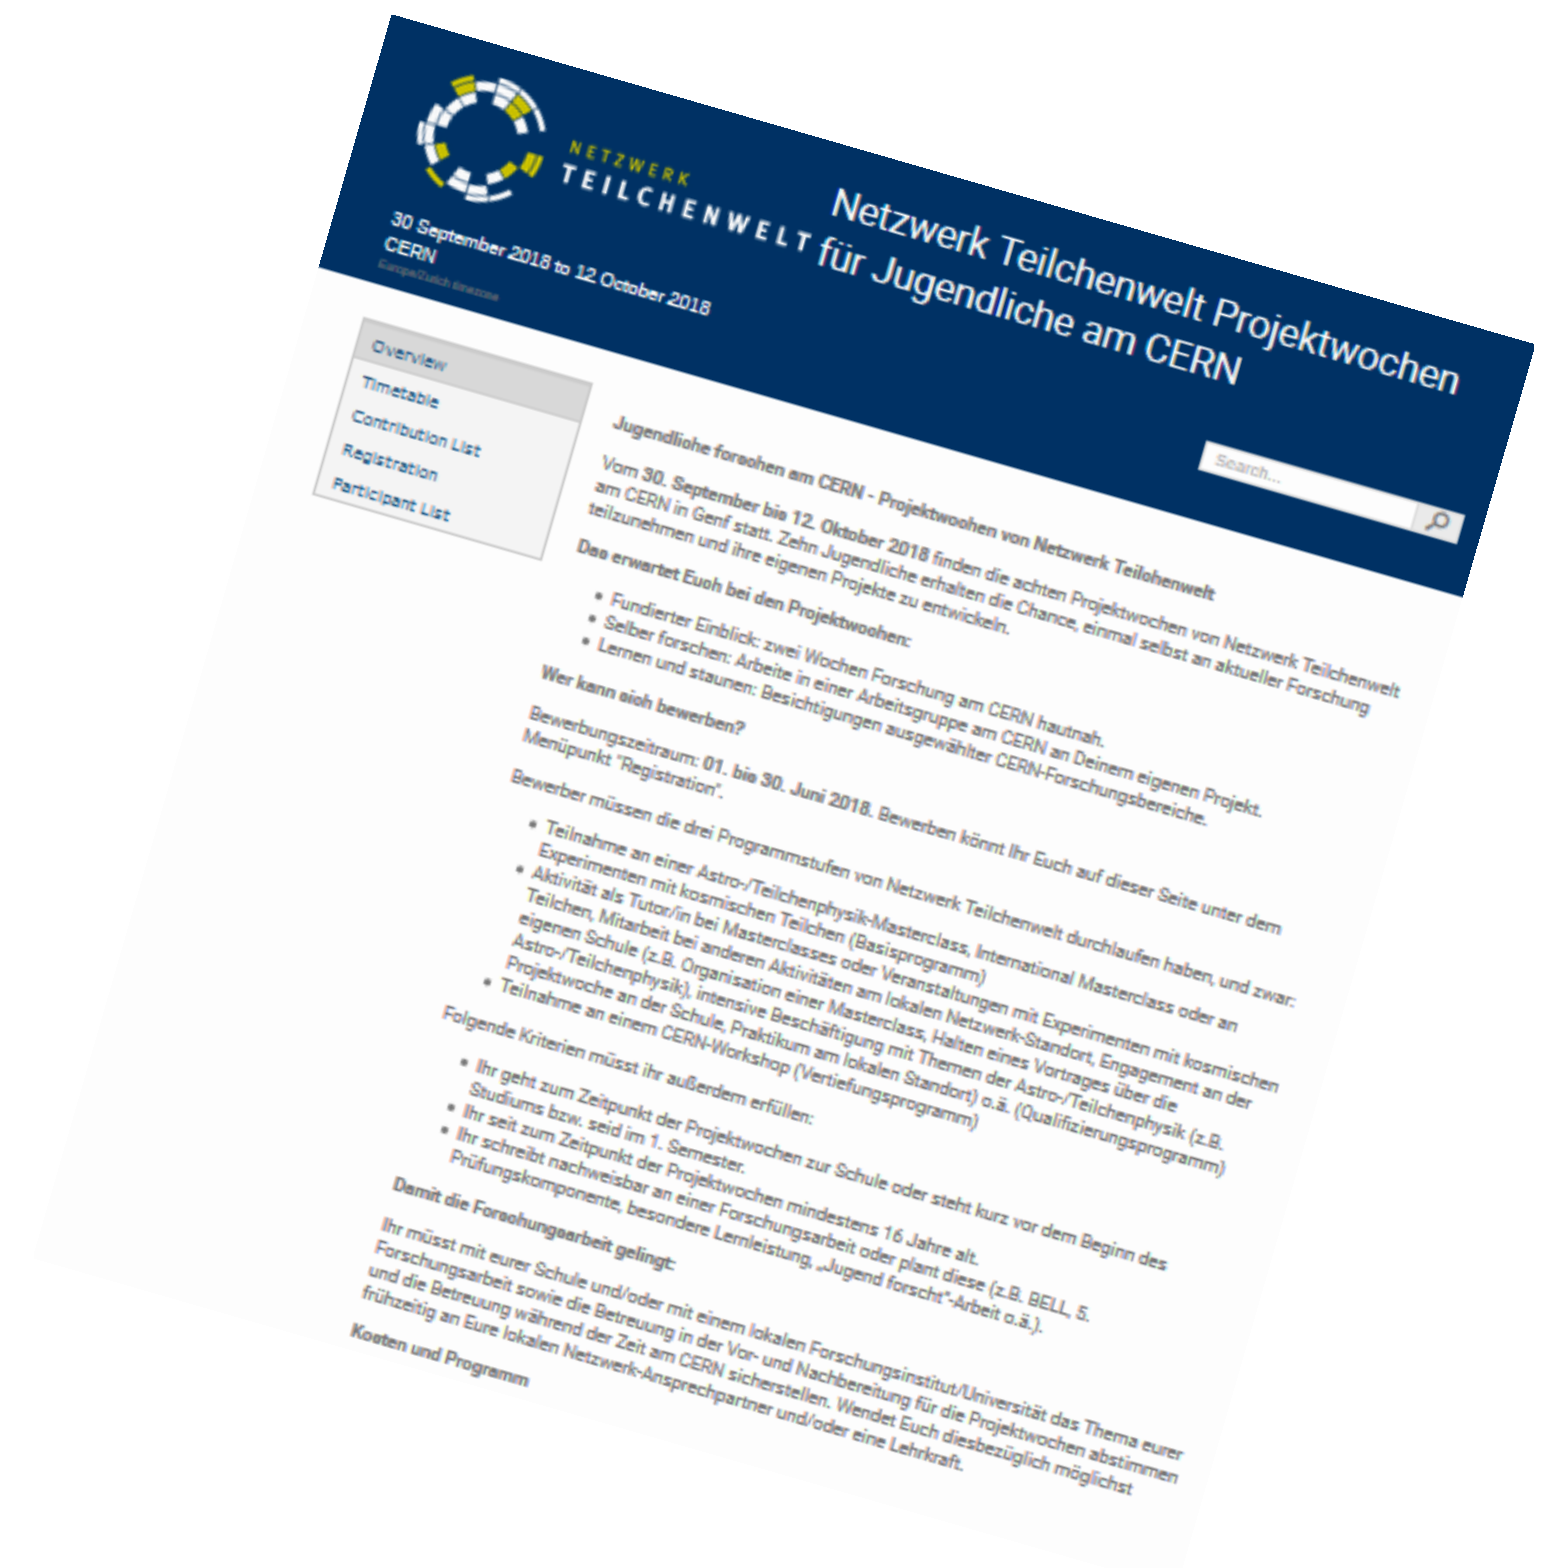 NETZWERK
TEILCHENWELT
Netzwerk Teilchenwelt Projektwochen
für Jugendliche am CERN
30 September 2018 to 12 October 2018
CERN
Europe/Zurich timezone
Search...
Overview
Timetable
Contribution List
Registration
Participant List
Jugendliche forschen am CERN - Projektwochen von Netzwerk Teilchenwelt
Vom 30. September bis 12. Oktober 2018 finden die achten Projektwochen von Netzwerk Teilchenwelt
am CERN in Genf statt. Zehn Jugendliche erhalten die Chance, einmal selbst an aktueller Forschung
teilzunehmen und ihre eigenen Projekte zu entwickeln.
Das erwartet Euch bei den Projektwochen:
• Fundierter Einblick: zwei Wochen Forschung am CERN hautnah.
• Selber forschen: Arbeite in einer Arbeitsgruppe am CERN an Deinem eigenen Projekt.
• Lernen und staunen: Besichtigungen ausgewählter CERN-Forschungsbereiche.
Wer kann sich bewerben?
Bewerbungszeitraum: 01. bis 30. Juni 2018. Bewerben könnt Ihr Euch auf dieser Seite unter dem
Menüpunkt "Registration".
Bewerber müssen die drei Programmstufen von Netzwerk Teilchenwelt durchlaufen haben, und zwar:
• Teilnahme an einer Astro-/Teilchenphysik-Masterclass, International Masterclass oder an
Experimenten mit kosmischen Teilchen (Basisprogramm)
• Aktivität als Tutor/in bei Masterclasses oder Veranstaltungen mit Experimenten mit kosmischen
Teilchen, Mitarbeit bei anderen Aktivitäten am lokalen Netzwerk-Standort, Engagement an der
eigenen Schule (z.B. Organisation einer Masterclass, Halten eines Vortrages über die
Astro-/Teilchenphysik), intensive Beschäftigung mit Themen der Astro-/Teilchenphysik (z.B.
Projektwoche an der Schule, Praktikum am lokalen Standort) o.ä. (Qualifizierungsprogramm)
• Teilnahme an einem CERN-Workshop (Vertiefungsprogramm)
Folgende Kriterien müsst ihr außerdem erfüllen:
• Ihr geht zum Zeitpunkt der Projektwochen zur Schule oder steht kurz vor dem Beginn des
Studiums bzw. seid im 1. Semester.
• Ihr seit zum Zeitpunkt der Projektwochen mindestens 16 Jahre alt.
• Ihr schreibt nachweisbar an einer Forschungsarbeit oder plant diese (z.B. BELL, 5.
Prüfungskomponente, besondere Lernleistung, „Jugend forscht"-Arbeit o.ä.).
Damit die Forschungsarbeit gelingt:
Ihr müsst mit eurer Schule und/oder mit einem lokalen Forschungsinstitut/Universität das Thema eurer
Forschungsarbeit sowie die Betreuung in der Vor- und Nachbereitung für die Projektwochen abstimmen
und die Betreuung während der Zeit am CERN sicherstellen. Wendet Euch diesbezüglich möglichst
frühzeitig an Eure lokalen Netzwerk-Ansprechpartner und/oder eine Lehrkraft.
Kosten und Programm